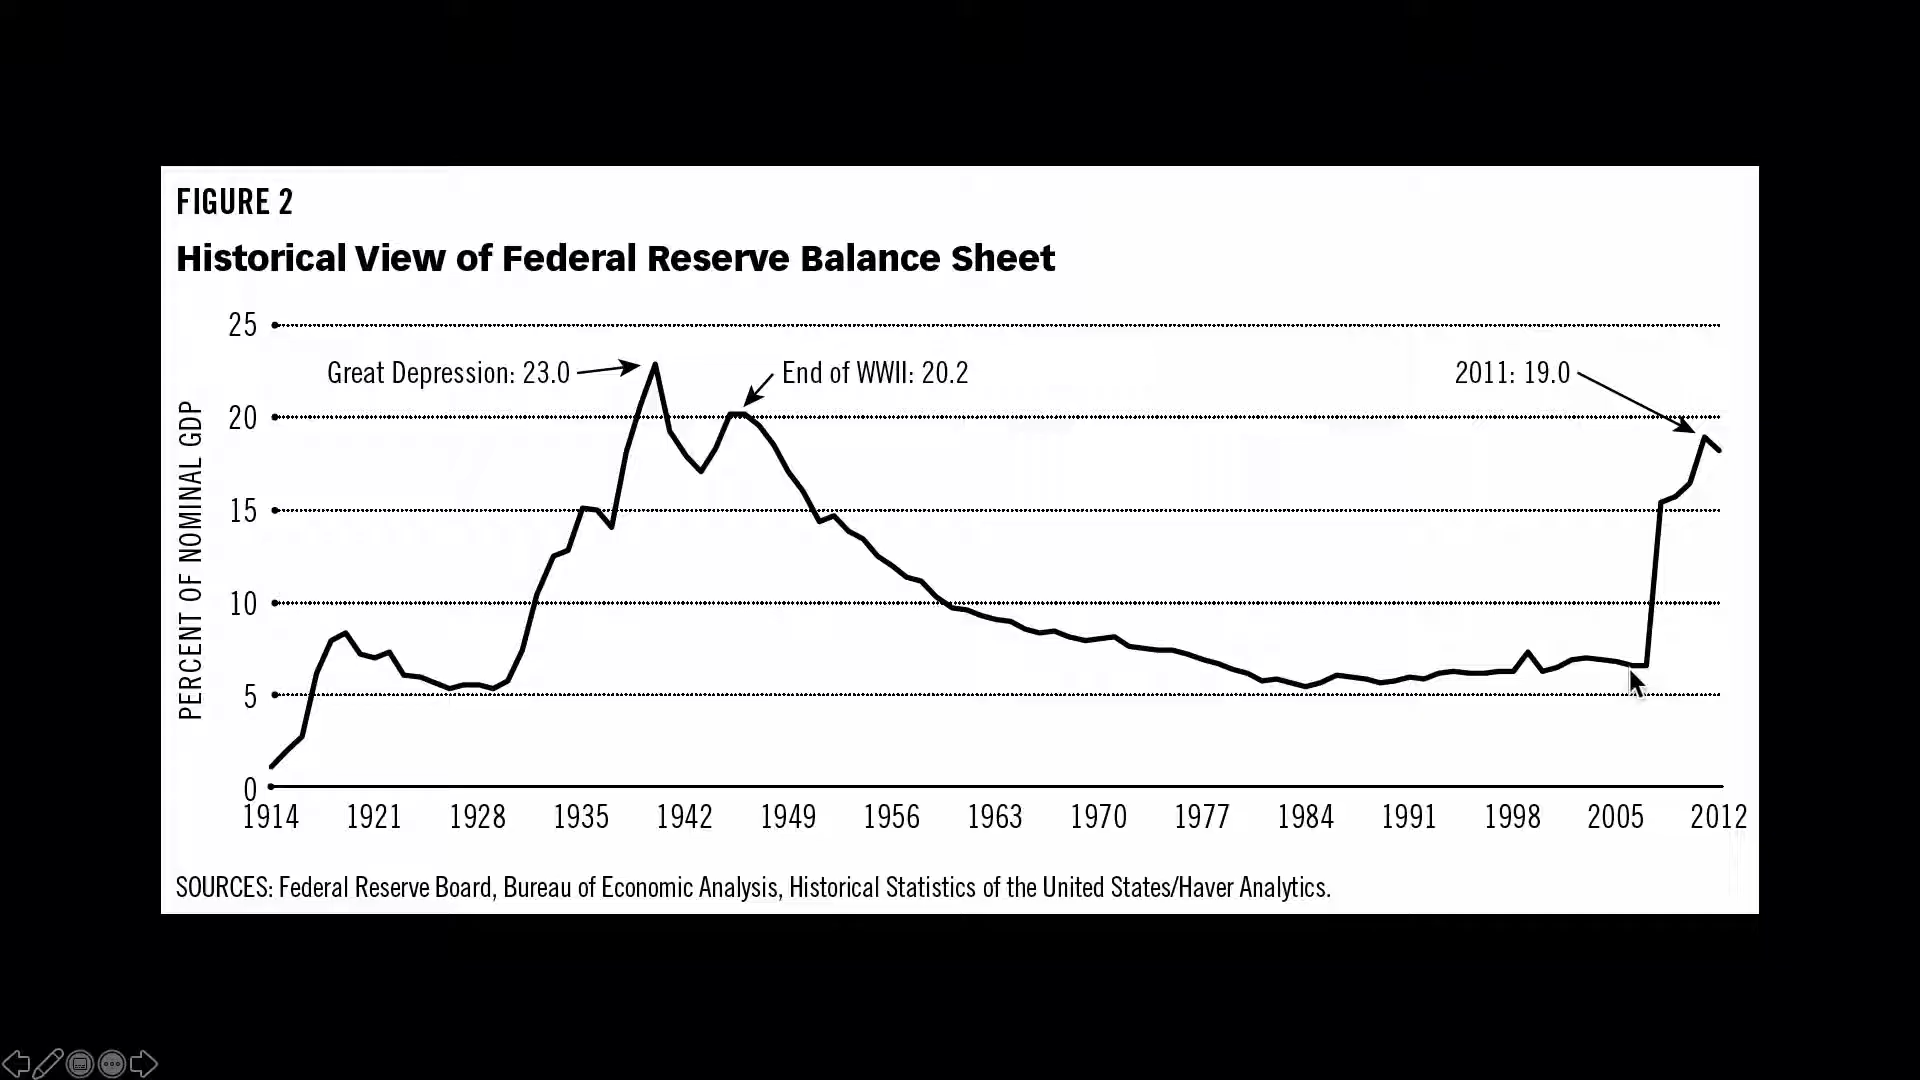 FIGURE 2
Historical View of Federal Reserve Balance Sheet
PERCENT OF NOMINAL GDP
25
20
15
10
5
0
Great Depression: 23.0
End of WWII: 20.2
2011: 19.0
1914 1921 1928 1935 1942 1949 1956 1963 1970 1977 1984 1991 1998 2005 2012
SOURCES: Federal Reserve Board, Bureau of Economic Analysis, Historical Statistics of the United States/Haver Analytics.